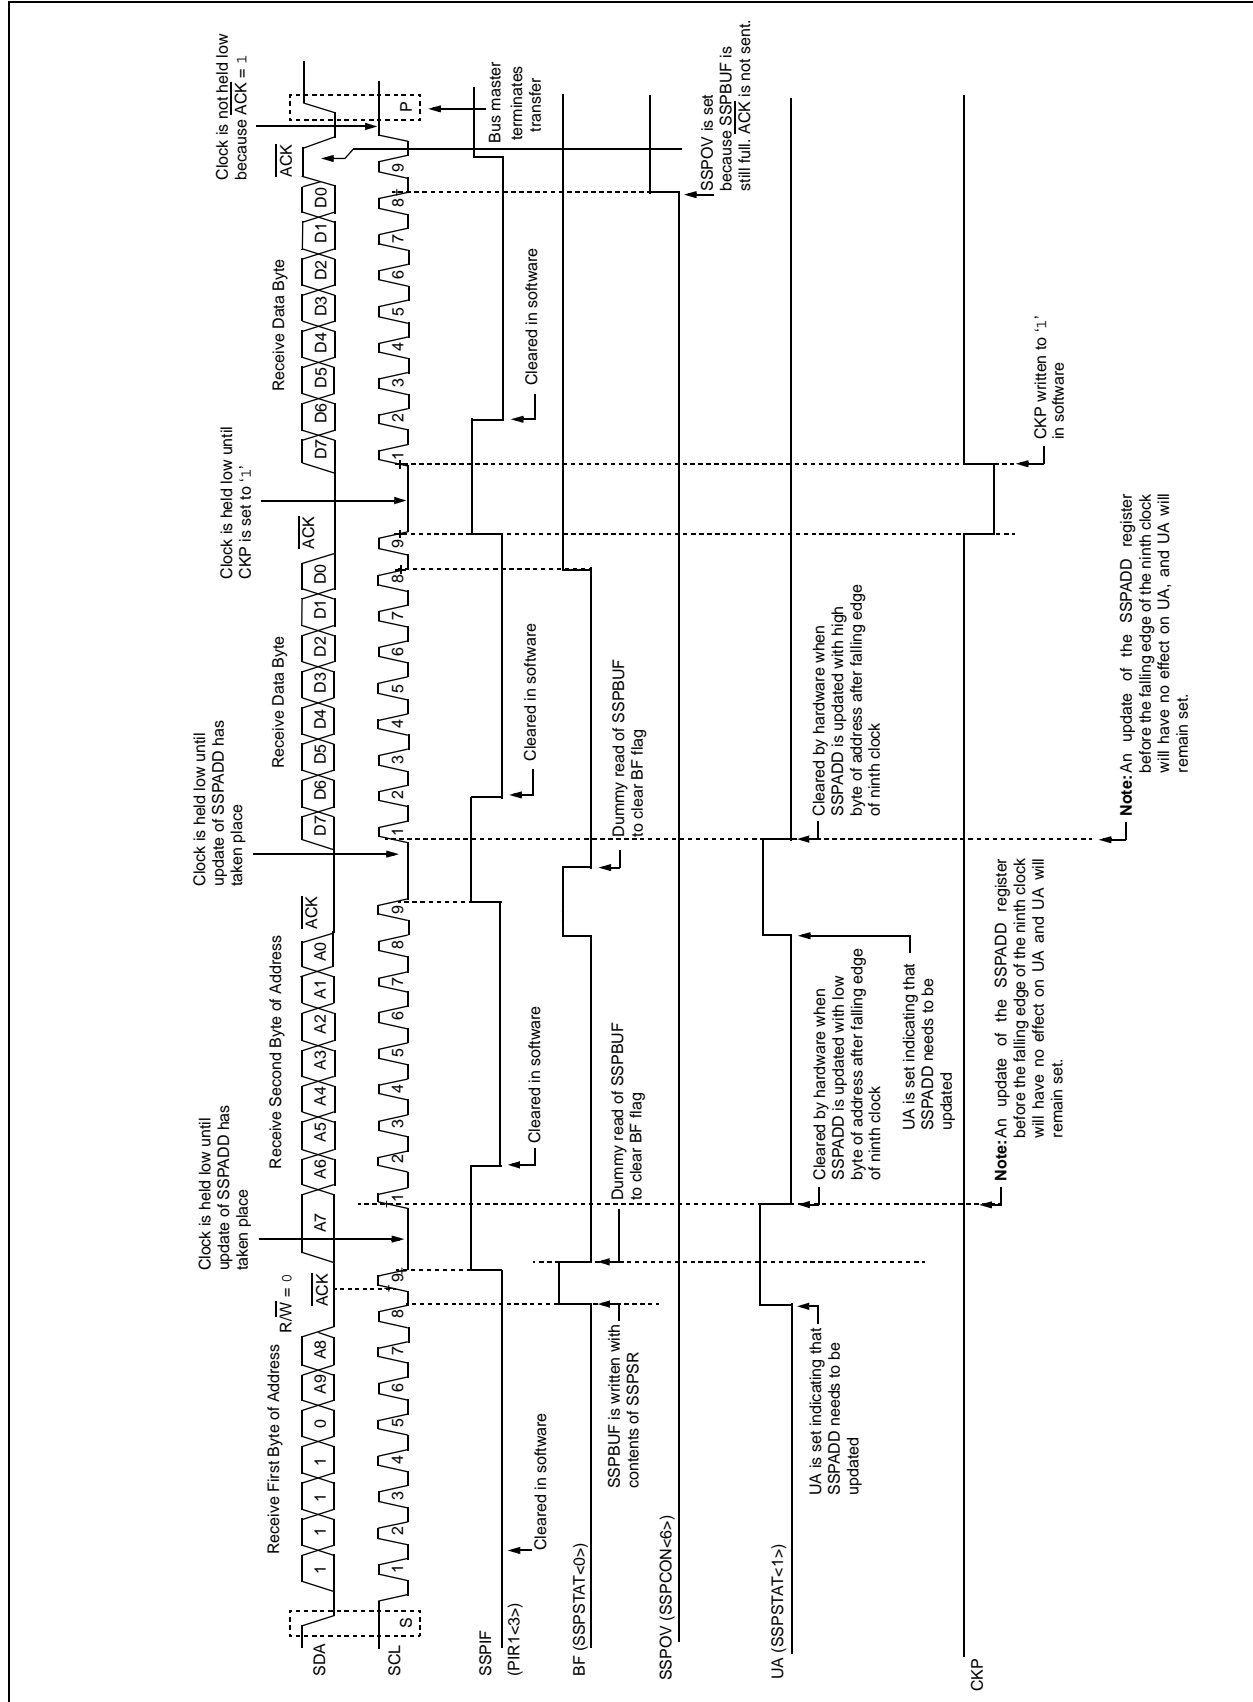 Clock is held low until
update of SSPADD has
taken place
Clock is held low until
update of SSPADD has
taken place
Clock is held low until
CKP is set to ‘1’
Clock is not held low
because ACK = 1
Receive First Byte of Address
R/W = 0
Receive Second Byte of Address
Receive Data Byte
Receive Data Byte
ACK
ACK
ACK
ACK
SDA
1 1 1 1 0 A9 A8
A7 A6 A5 A4 A3 A2 A1 A0
D7 D6 D5 D4 D3 D2 D1 D0
D7 D6 D5 D4 D3 D2 D1 D0
SCL
S
1 2 3 4 5 6 7 8 9
1 2 3 4 5 6 7 8 9
1 2 3 4 5 6 7 8 9
1 2 3 4 5 6 7 8 9
P
Bus master
terminates
transfer
SSPIF
(PIR1<3>)
Cleared in software
Cleared in software
Cleared in software
Cleared in software
BF (SSPSTAT<0>)
SSPBUF is written with
contents of SSPSR
Dummy read of SSPBUF
to clear BF flag
Dummy read of SSPBUF
to clear BF flag
SSPOV (SSPCON<6>)
SSPOV is set
because SSPBUF is
still full. ACK is not sent.
UA (SSPSTAT<1>)
UA is set indicating that
SSPADD needs to be
updated
Cleared by hardware when
SSPADD is updated with low
byte of address after falling edge
of ninth clock
UA is set indicating that
SSPADD needs to be
updated
Cleared by hardware when
SSPADD is updated with high
byte of address after falling edge
of ninth clock
CKP
CKP written to ‘1’
in software
Note: An update of the SSPADD register
before the falling edge of the ninth clock
will have no effect on UA and UA will
remain set.
Note: An update of the SSPADD register
before the falling edge of the ninth clock
will have no effect on UA, and UA will
remain set.